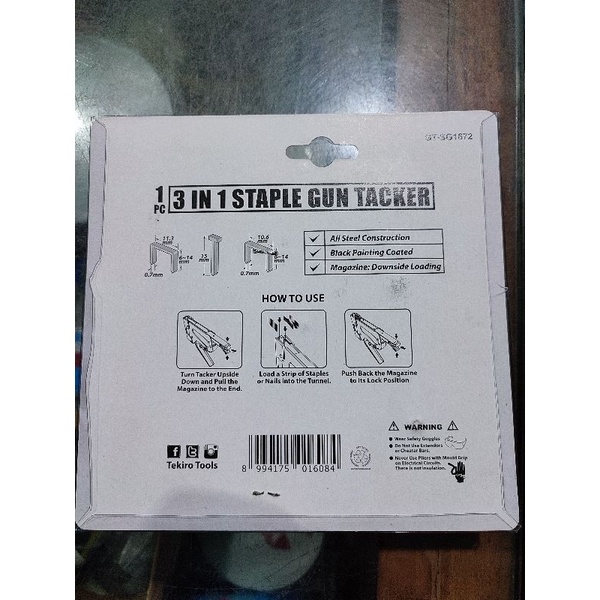 GT-SG1672
1 PC 3 IN 1 STAPLE GUN TACKER
11.3 mm
6~14 mm
0.7mm
15 mm
10.6 mm
6~14 mm
0.7mm
All Steel Construction
Black Painting Coated
Magazine: Downside Loading
HOW TO USE
Turn Tacker Upside
Down and Pull the
Magazine to the End.
Load a Strip of Staples
or Nails into the Tunnel.
Push Back the Magazine
to Its Lock Position
WARNING
Wear Safety Goggles
Do Not Use Extenders
or Cheater Bars.
Never Use Pliers with Mould Grip
on Electrical Circuits.
There is not insulation.
Tekiro Tools
8 994175 016084